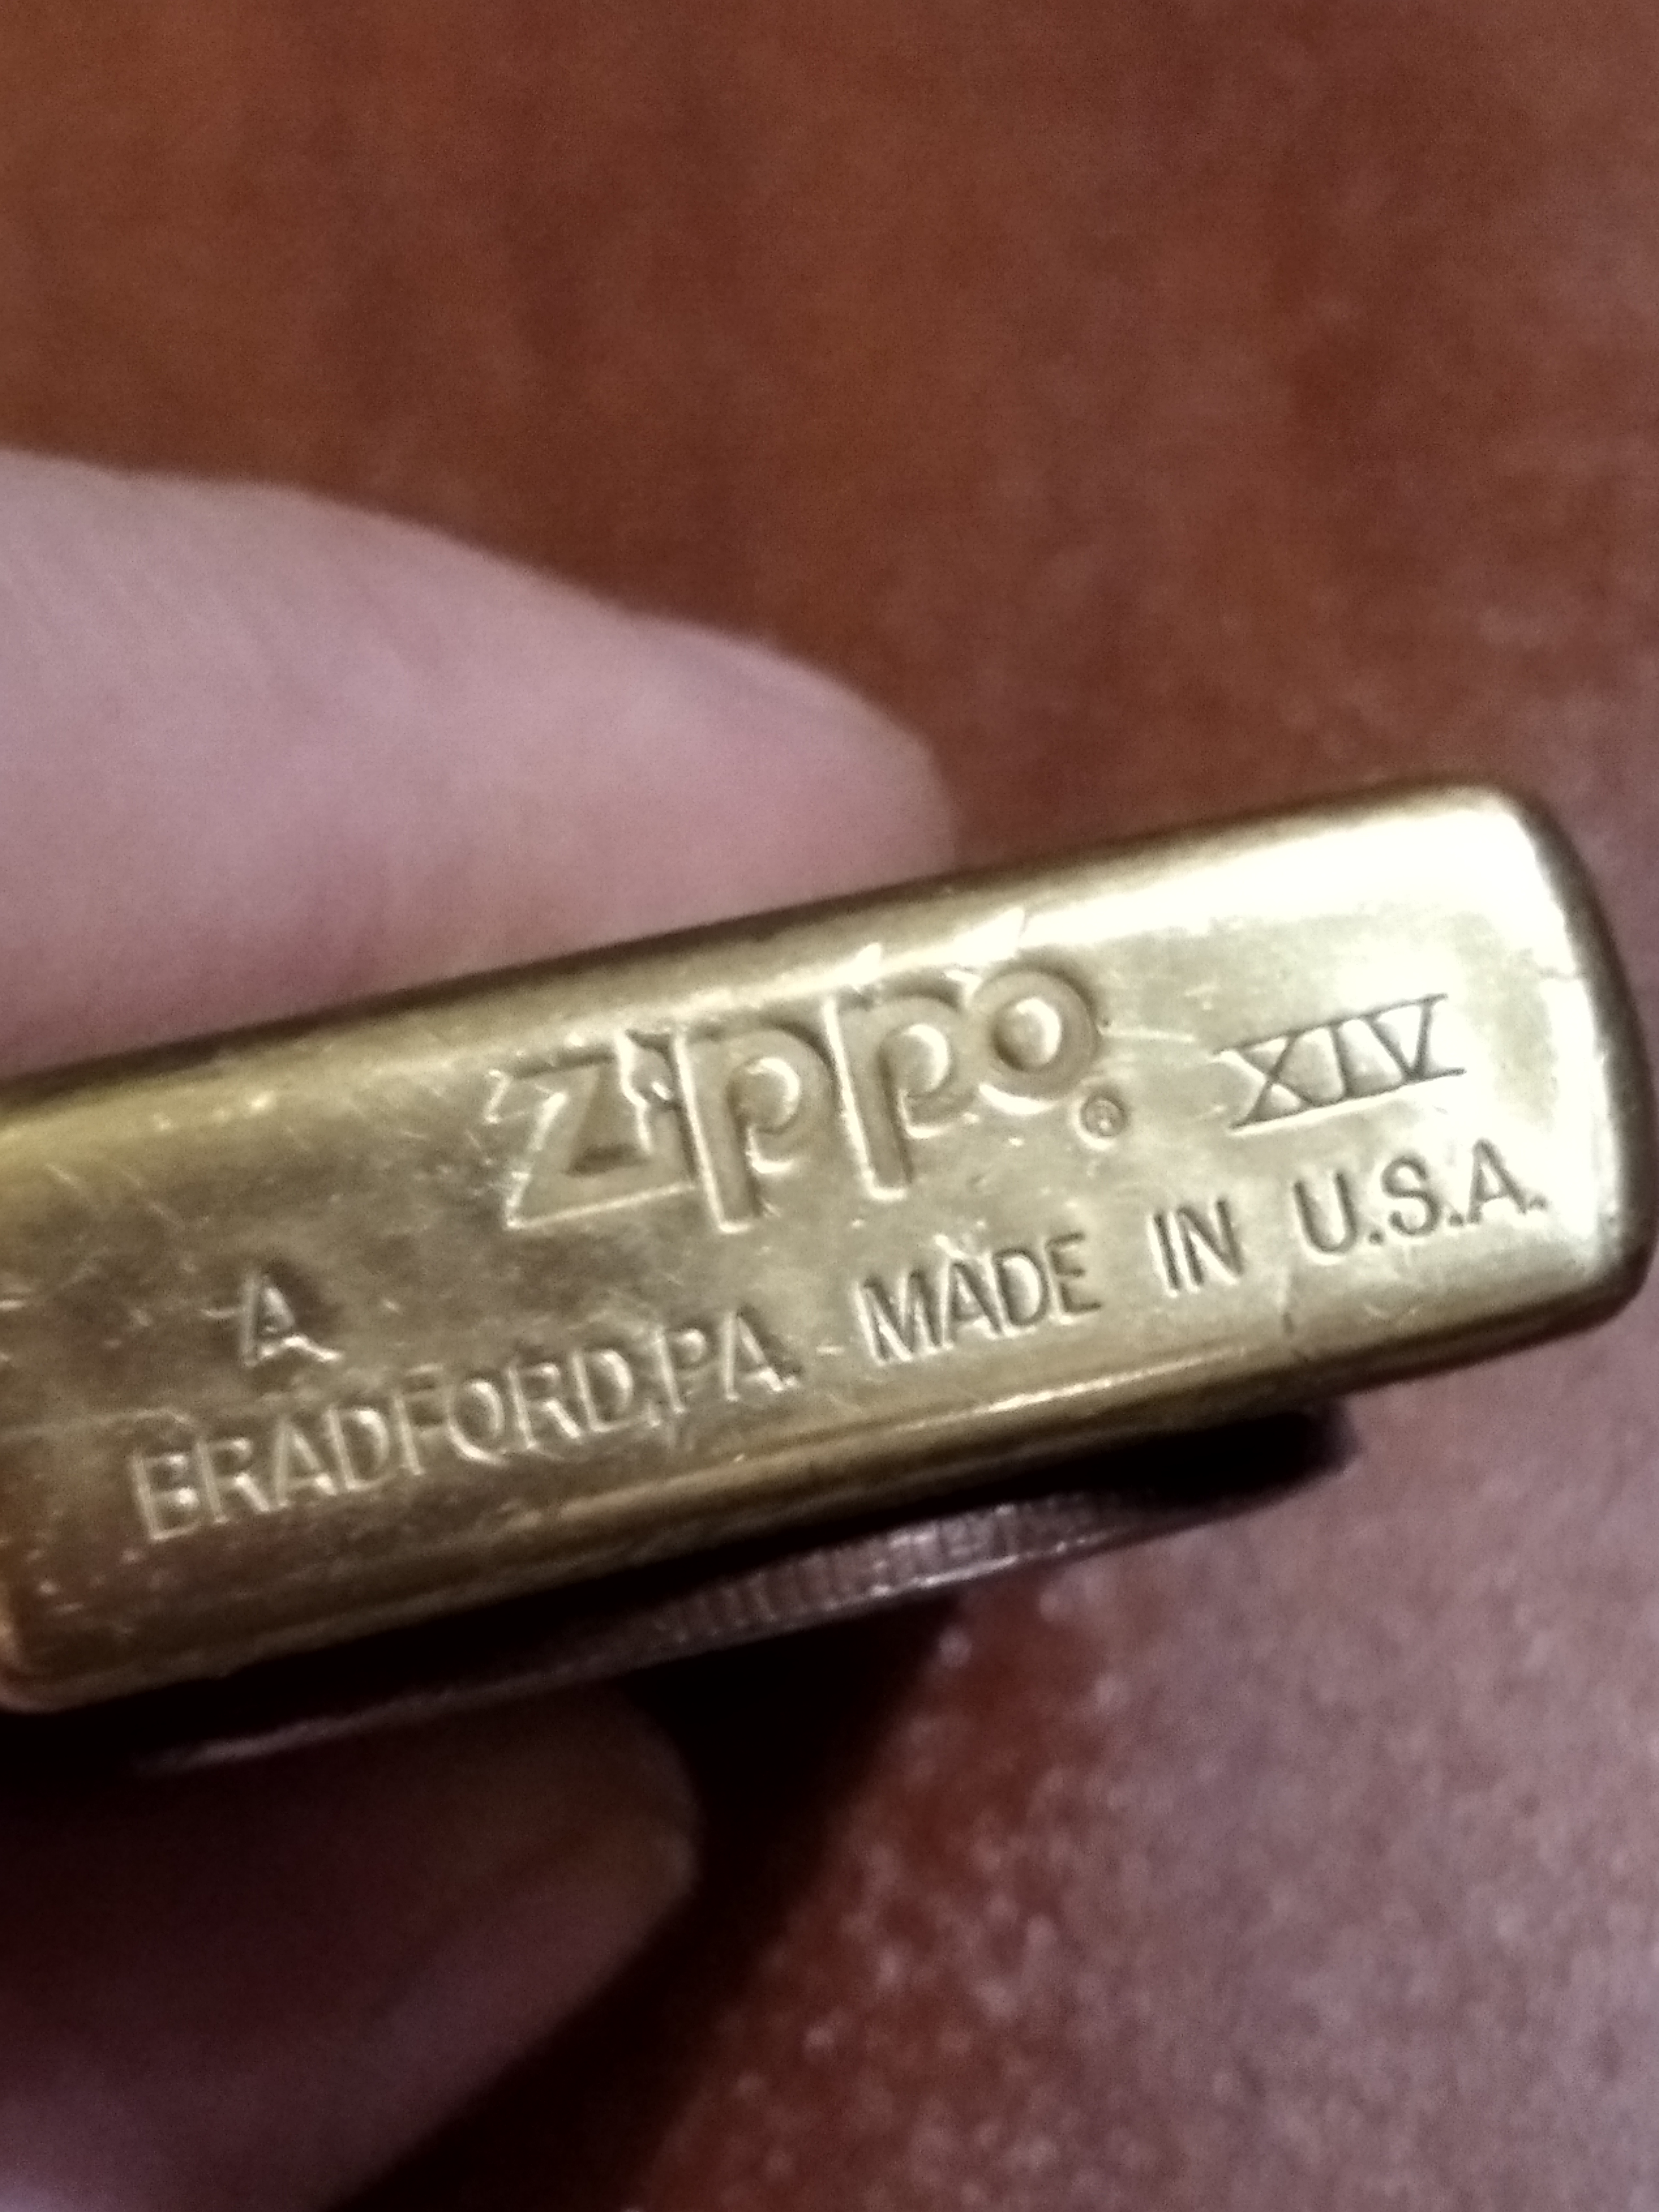 zippo ® XIV
A
BRADFORD, PA. MADE IN U.S.A.